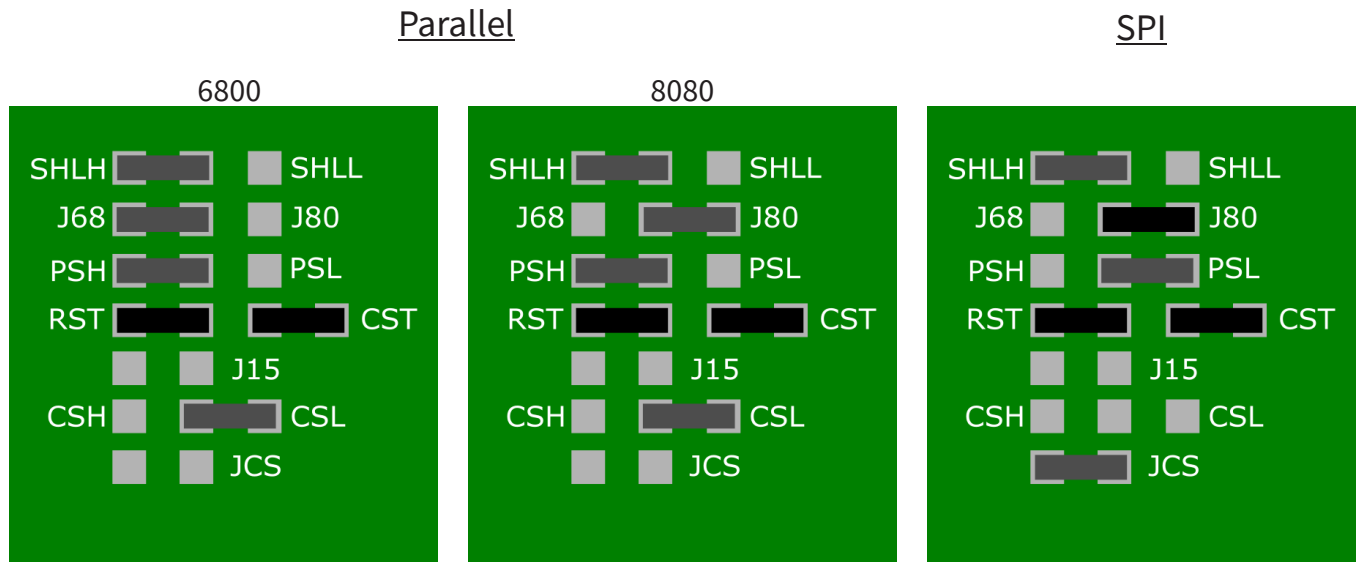 Parallel
SPI
6800
8080
SHLH SHLL
J68 J80
PSH PSL
RST CST
J15
CSH CSL
JCS
SHLH SHLL
J68 J80
PSH PSL
RST CST
J15
CSH CSL
JCS
SHLH SHLL
J68 J80
PSH PSL
RST CST
J15
CSH CSL
JCS